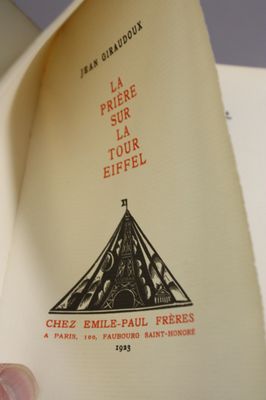 JEAN GIRAUDOUX
LA
PRIÈRE
SUR
LA
TOUR
EIFFEL
CHEZ EMILE-PAUL FRÈRES
A PARIS, 100, FAUBOURG SAINT-HONORÉ
1923